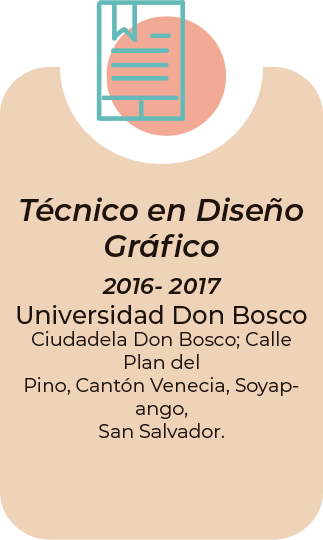 Técnico en Diseño
Gráfico
2016- 2017
Universidad Don Bosco
Ciudadela Don Bosco; Calle
Plan del
Pino, Cantón Venecia, Soyap-
ango,
San Salvador.